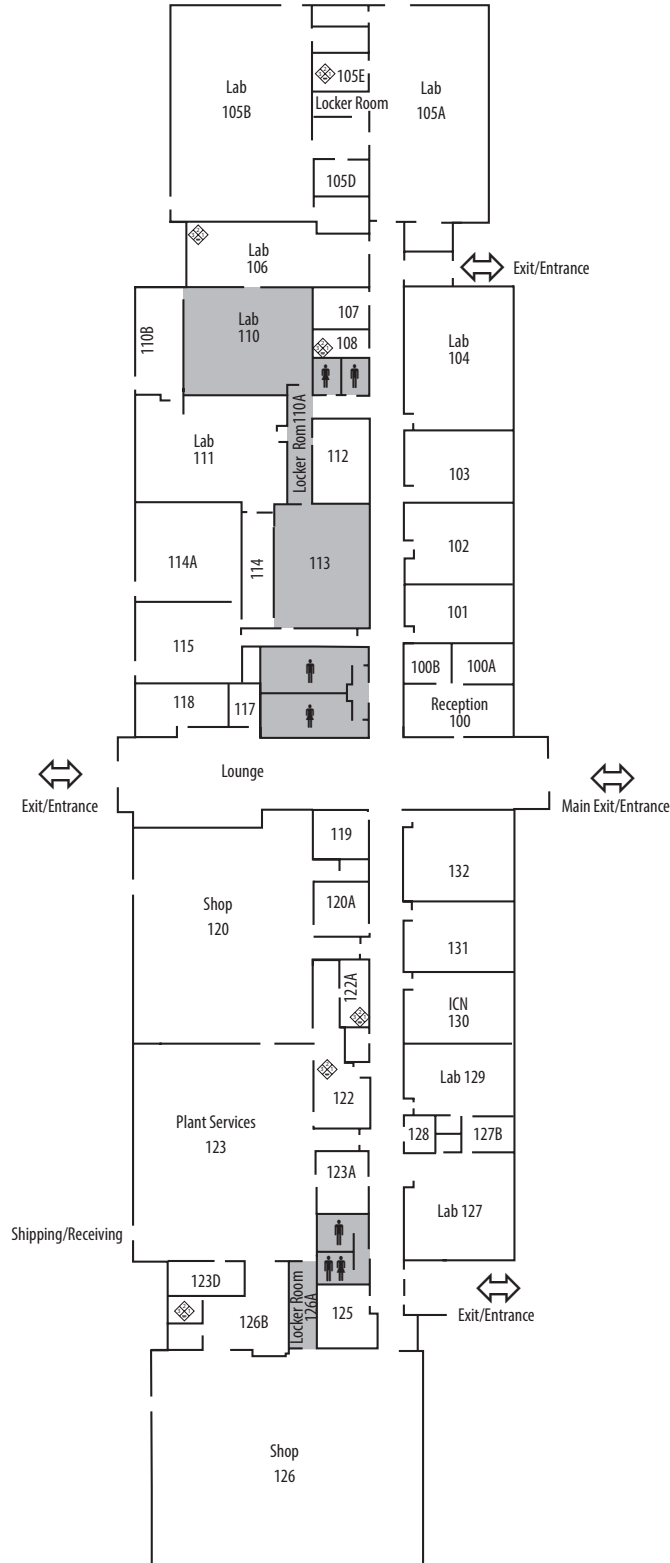 105E
Lab
105B
Locker Room
Lab
105A
105D
Lab
106
Exit/Entrance
107
108
110B
Lab
110
Lab
104
Locker Rom110A
Lab
111
112
103
114A
114
113
102
101
115
100B
100A
118
117
Reception
100
Lounge
Exit/Entrance
Main Exit/Entrance
119
132
Shop
120
120A
131
122A
ICN
130
122
Lab 129
Plant Services
123
128
127B
123A
Lab 127
Shipping/Receiving
123D
Locker Room
126A
126B
125
Exit/Entrance
Shop
126